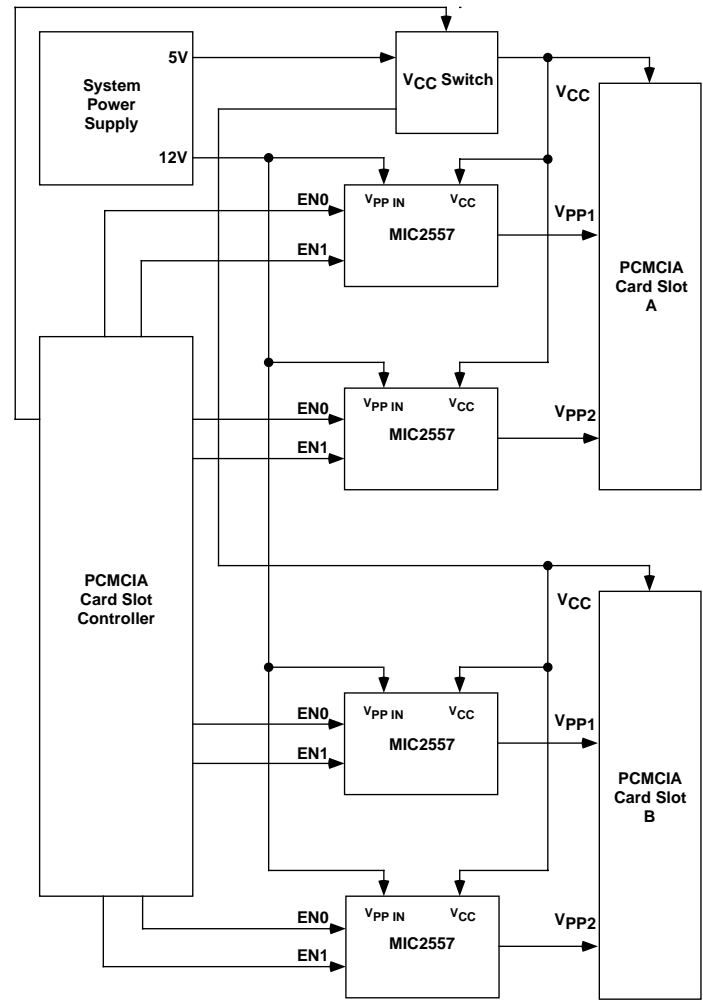 5V
System
Power
Supply
12V
VCC Switch
VCC
EN0
EN1
VPP IN
VCC
MIC2557
VPP1
PCMCIA
Card Slot
A
EN0
EN1
VPP IN
VCC
MIC2557
VPP2
PCMCIA
Card Slot
Controller
VCC
EN0
EN1
VPP IN
VCC
MIC2557
VPP1
PCMCIA
Card Slot
B
EN0
EN1
VPP IN
VCC
MIC2557
VPP2